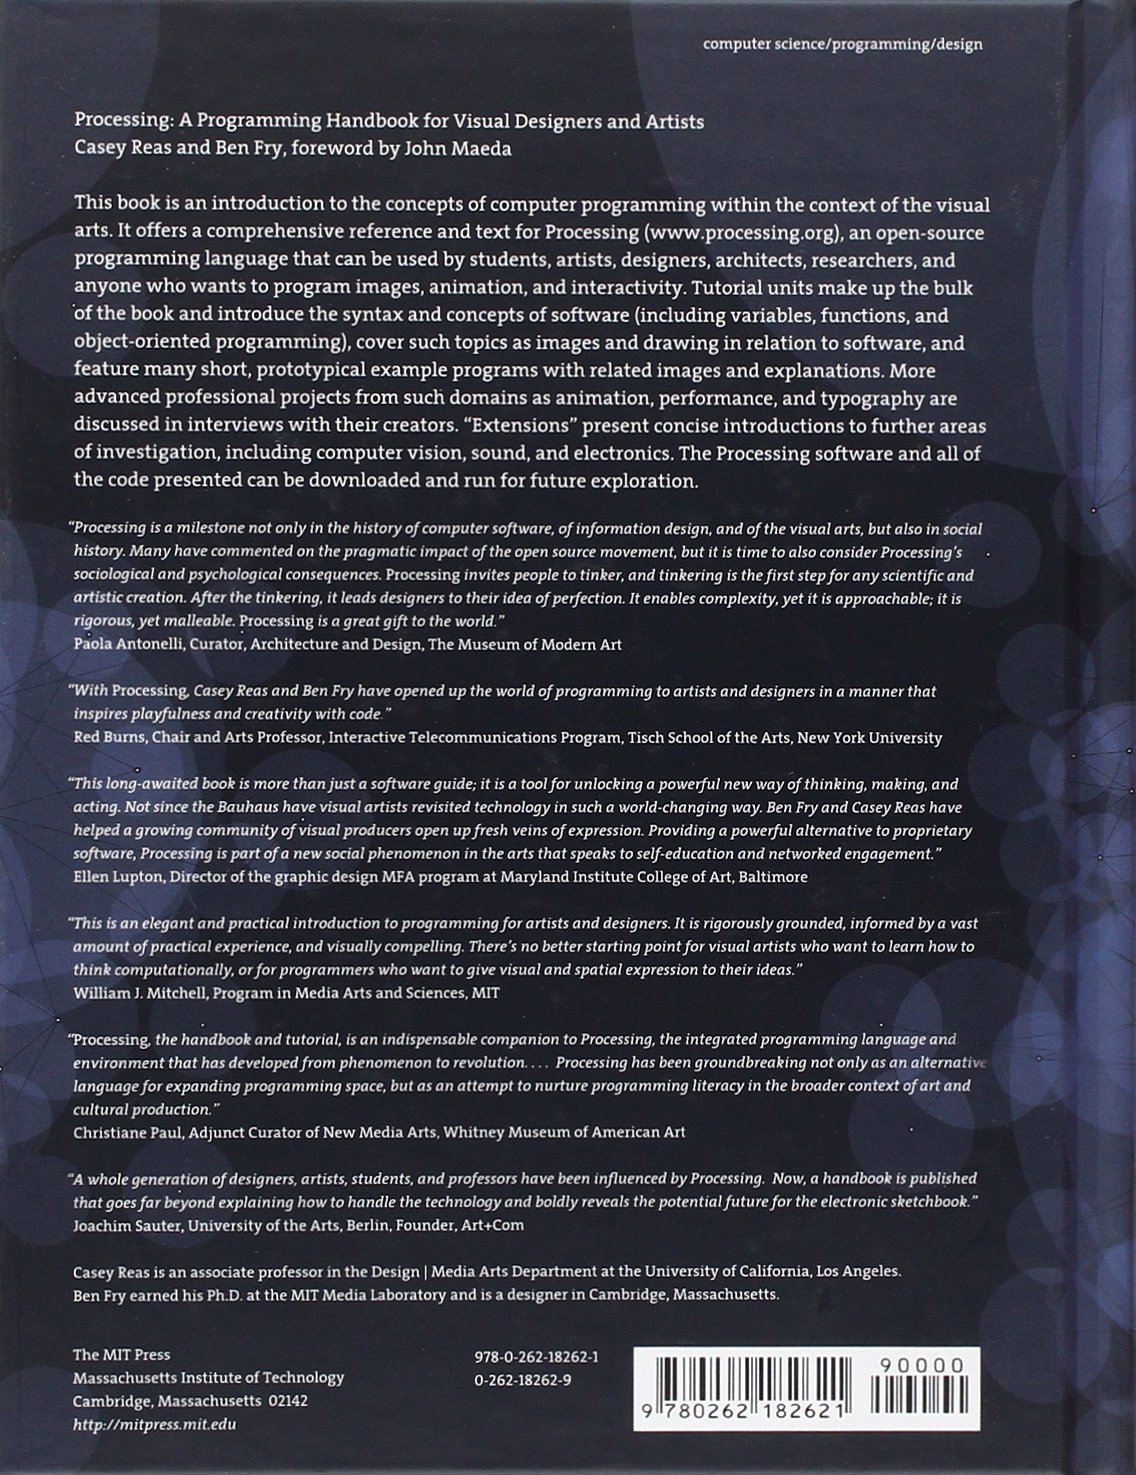 computer science/programming/design
Processing: A Programming Handbook for Visual Designers and Artists
Casey Reas and Ben Fry, foreword by John Maeda
This book is an introduction to the concepts of computer programming within the context of the visual
arts. It offers a comprehensive reference and text for Processing (www.processing.org), an open-source
programming language that can be used by students, artists, designers, architects, researchers, and
anyone who wants to program images, animation, and interactivity. Tutorial units make up the bulk
of the book and introduce the syntax and concepts of software (including variables, functions, and
object-oriented programming), cover such topics as images and drawing in relation to software, and
feature many short, prototypical example programs with related images and explanations. More
advanced professional projects from such domains as animation, performance, and typography are
discussed in interviews with their creators. “Extensions” present concise introductions to further areas
of investigation, including computer vision, sound, and electronics. The Processing software and all of
the code presented can be downloaded and run for future exploration.
“Processing is a milestone not only in the history of computer software, of information design, and of the visual arts, but also in social
history. Many have commented on the pragmatic impact of the open source movement, but it is time to also consider Processing’s
sociological and psychological consequences. Processing invites people to tinker, and tinkering is the first step for any scientific and
artistic creation. After the tinkering, it leads designers to their idea of perfection. It enables complexity, yet it is approachable; it is
rigorous, yet malleable. Processing is a great gift to the world.”
Paola Antonelli, Curator, Architecture and Design, The Museum of Modern Art
“With Processing, Casey Reas and Ben Fry have opened up the world of programming to artists and designers in a manner that
inspires playfulness and creativity with code.”
Red Burns, Chair and Arts Professor, Interactive Telecommunications Program, Tisch School of the Arts, New York University
“This long-awaited book is more than just a software guide; it is a tool for unlocking a powerful new way of thinking, making, and
acting. Not since the Bauhaus have visual artists revisited technology in such a world-changing way. Ben Fry and Casey Reas have
helped a growing community of visual producers open up fresh veins of expression. Providing a powerful alternative to proprietary
software, Processing is part of a new social phenomenon in the arts that speaks to self-education and networked engagement.”
Ellen Lupton, Director of the graphic design MFA program at Maryland Institute College of Art, Baltimore
“This is an elegant and practical introduction to programming for artists and designers. It is rigorously grounded, informed by a vast
amount of practical experience, and visually compelling. There’s no better starting point for visual artists who want to learn how to
think computationally, or for programmers who want to give visual and spatial expression to their ideas.”
William J. Mitchell, Program in Media Arts and Sciences, MIT
“Processing, the handbook and tutorial, is an indispensable companion to Processing, the integrated programming language and
environment that has developed from phenomenon to revolution. . . .  Processing has been groundbreaking not only as an alternative
language for expanding programming space, but as an attempt to nurture programming literacy in the broader context of art and
cultural production.”
Christiane Paul, Adjunct Curator of New Media Arts, Whitney Museum of American Art
“A whole generation of designers, artists, students, and professors have been influenced by Processing.  Now, a handbook is published
that goes far beyond explaining how to handle the technology and boldly reveals the potential future for the electronic sketchbook.”
Joachim Sauter, University of the Arts, Berlin, Founder, Art+Com
Casey Reas is an associate professor in the Design | Media Arts Department at the University of California, Los Angeles.
Ben Fry earned his Ph.D. at the MIT Media Laboratory and is a designer in Cambridge, Massachusetts.
The MIT Press
Massachusetts Institute of Technology
Cambridge, Massachusetts  02142
http://mitpress.mit.edu
978-0-262-18262-1
0-262-18262-9
90000
9 780262 182621